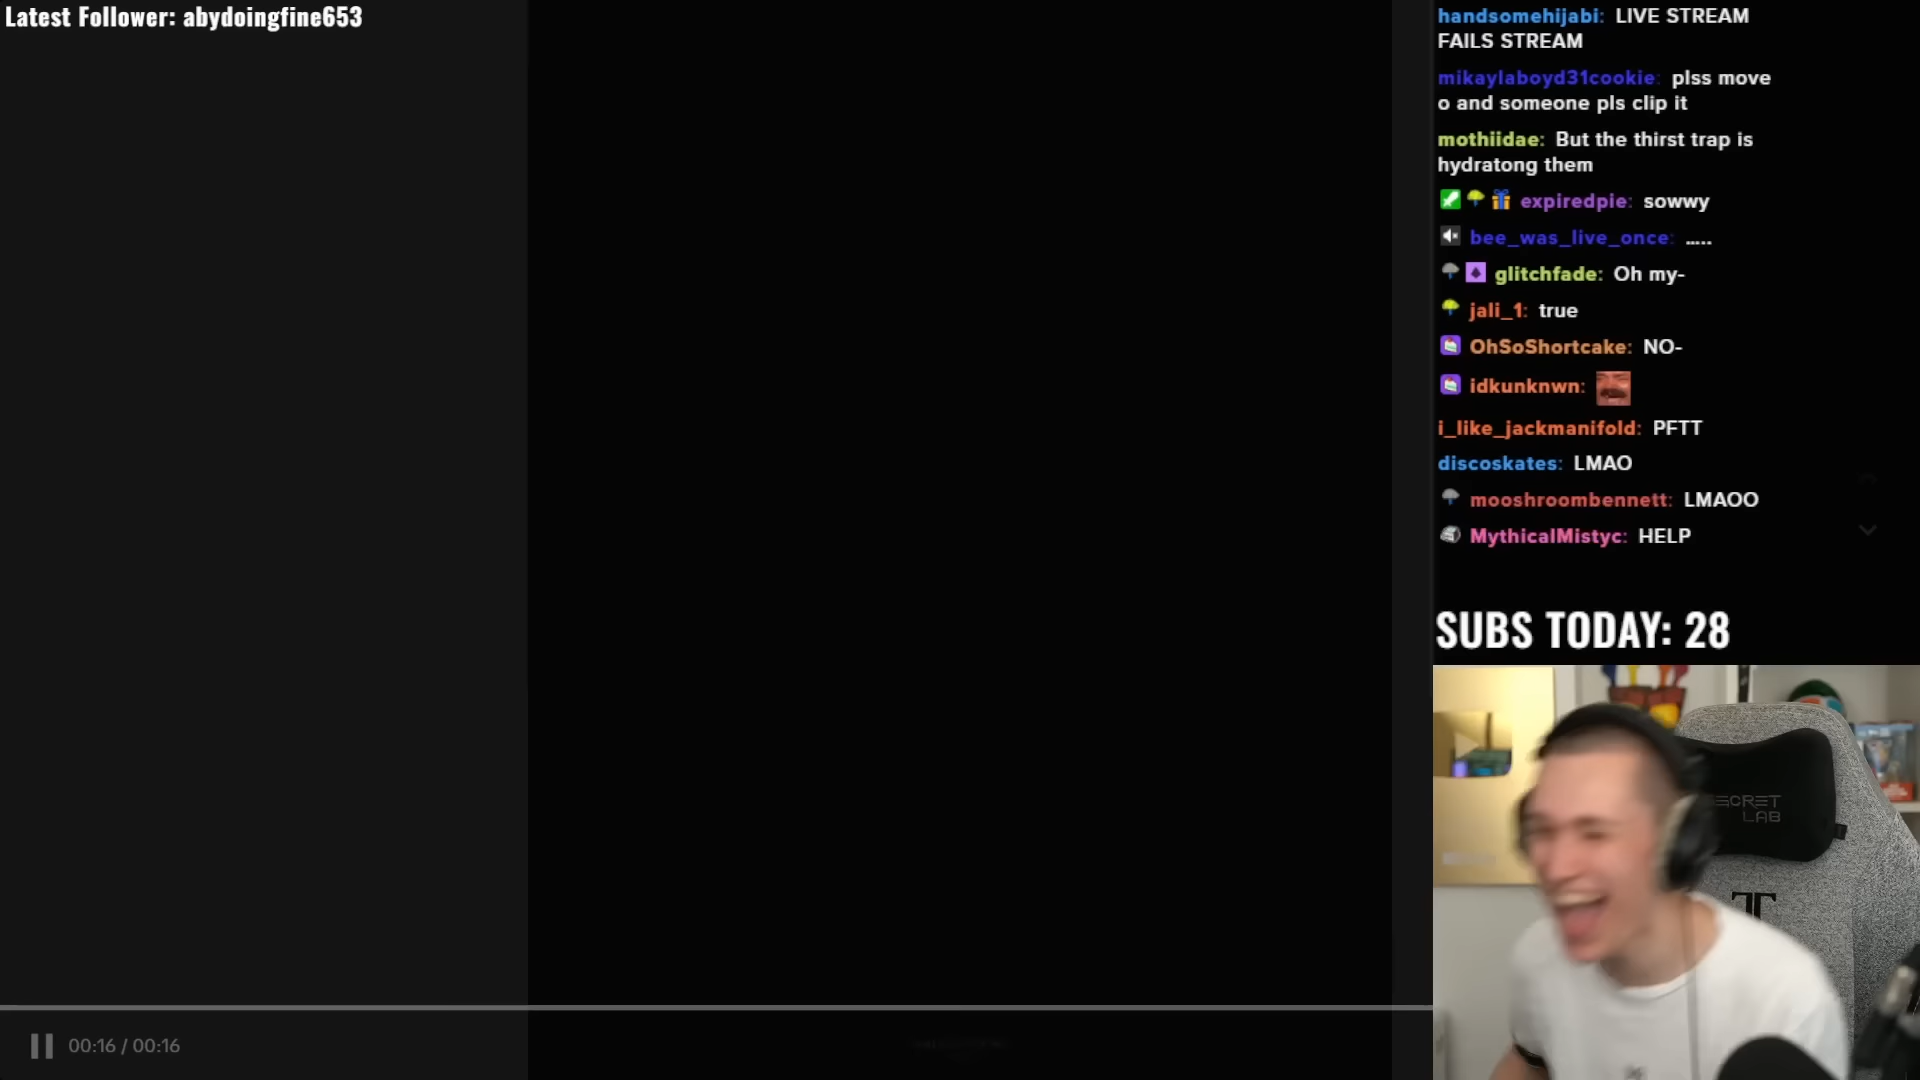 Latest Follower: abydoingfine653
handsomehijabi: LIVE STREAM
FAILS STREAM
mikaylaboyd31cookie: plss move
o and someone pls clip it
mothiidae: But the thirst trap is
hydratong them
expiredpie: sowwy
bee_was_live_once: .....
glitchfade: Oh my-
jali_1: true
OhSoShortcake: NO-
idkunknwn:
i_like_jackmanifold: PFTT
discoskates: LMAO
mooshroombennett: LMAOO
MythicalMistyc: HELP
SUBS TODAY: 28
LAB
00:16 / 00:16